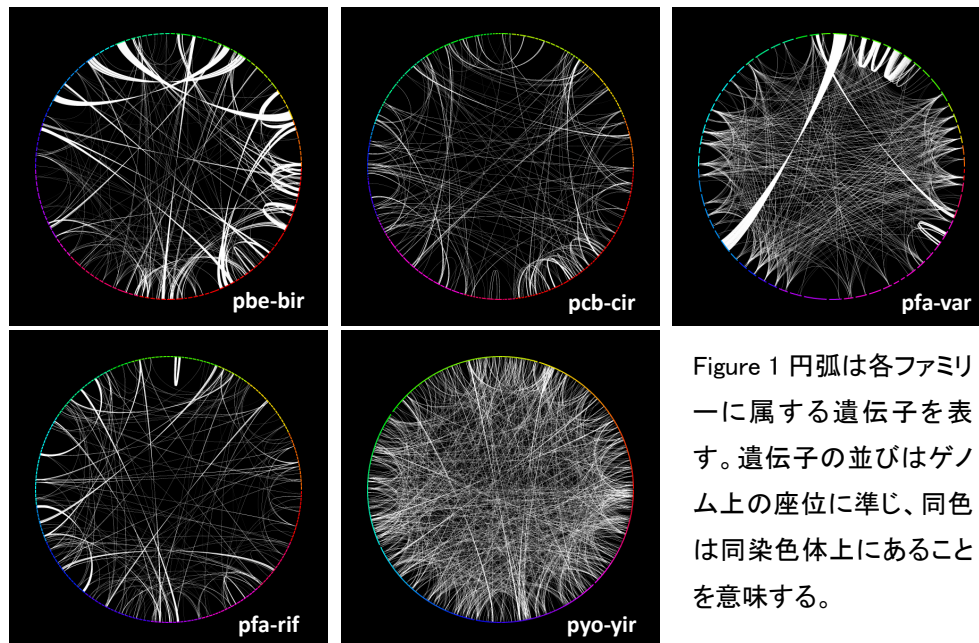 pbe-bir
pcb-cir
pfa-var
pfa-rif
pyo-yir
Figure 1 円弧は各ファミリ
ーに属する遺伝子を表
す。遺伝子の並びはゲノ
ム上の座位に準じ、同色
は同染色体上にあること
を意味する。